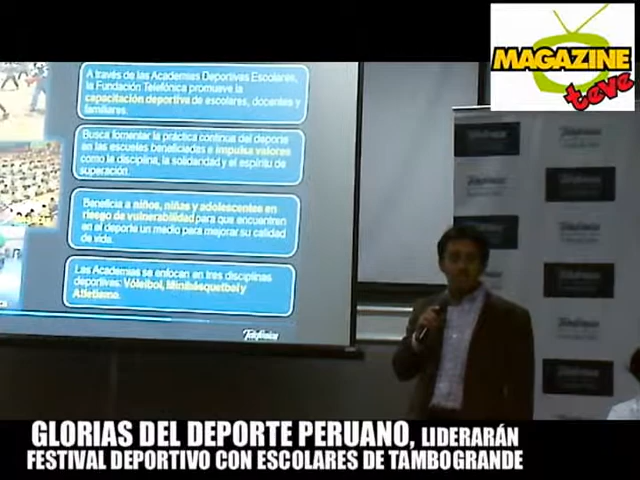 MAGAZINE
teve
A través de las Academias Deportivas Escolares,
la Fundación Telefónica promueve la
capacitación deportiva de escolares, docentes y
familiares.
Busca fomentar la práctica continua del deporte
en las escuelas beneficiadas e impulsa valores
como la disciplina, la solidaridad y el espíritu de
superación.
Beneficia a niños, niñas y adolescentes en
riesgo de vulnerabilidad para que encuentren
en el deporte un medio para mejorar su calidad
de vida.
Las Academias se enfocan en tres disciplinas
deportivas: Vóleibol, Minibásquetbol y
Atletismo.
Telefónica
GLORIAS DEL DEPORTE PERUANO, LIDERARÁN
FESTIVAL DEPORTIVO CON ESCOLARES DE TAMBOGRANDE